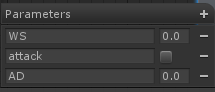 Parameters +
WS 0.0 −
attack −
AD 0.0 −